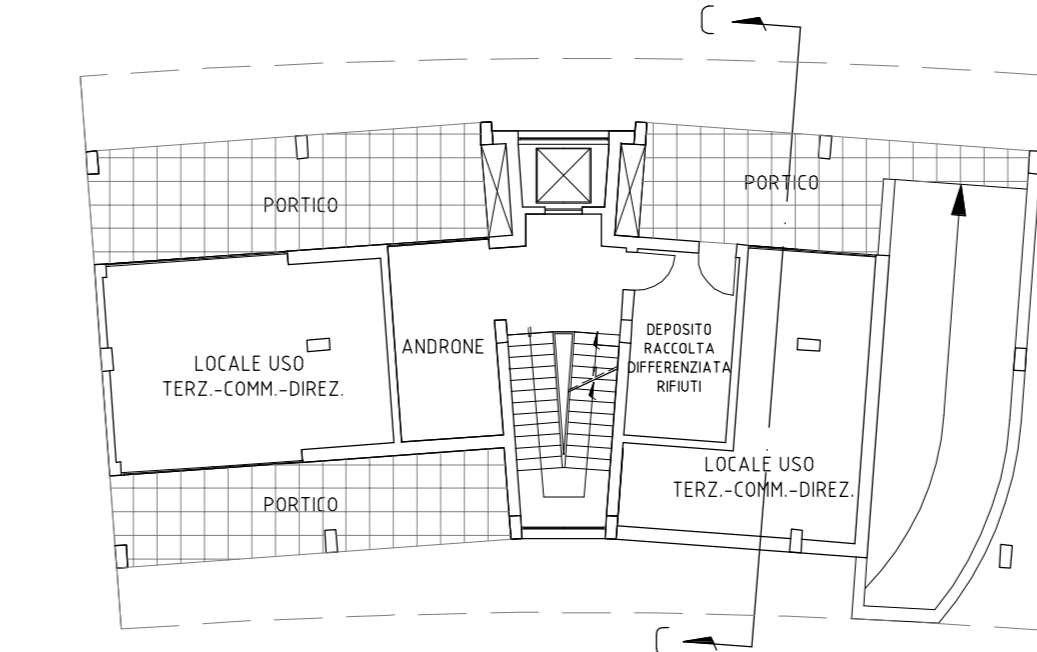 C
PORTICO
PORTICO
LOCALE USO
TERZ.-COMM.-DIREZ.
ANDRONE
DEPOSITO
RACCOLTA
DIFFERENZIATA
RIFIUTI
LOCALE USO
TERZ.-COMM.-DIREZ.
PORTICO
C